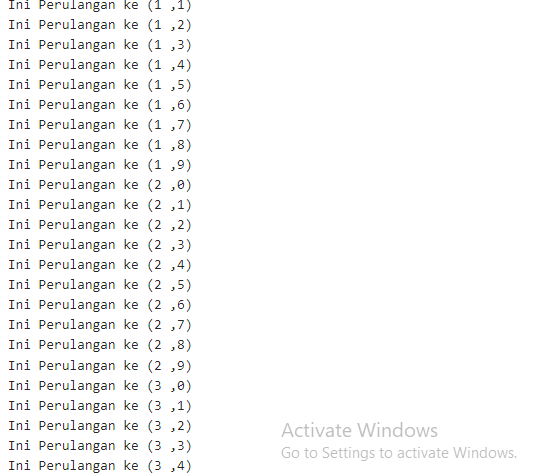 Ini Perulangan ke (1 ,1)
Ini Perulangan ke (1 ,2)
Ini Perulangan ke (1 ,3)
Ini Perulangan ke (1 ,4)
Ini Perulangan ke (1 ,5)
Ini Perulangan ke (1 ,6)
Ini Perulangan ke (1 ,7)
Ini Perulangan ke (1 ,8)
Ini Perulangan ke (1 ,9)
Ini Perulangan ke (2 ,0)
Ini Perulangan ke (2 ,1)
Ini Perulangan ke (2 ,2)
Ini Perulangan ke (2 ,3)
Ini Perulangan ke (2 ,4)
Ini Perulangan ke (2 ,5)
Ini Perulangan ke (2 ,6)
Ini Perulangan ke (2 ,7)
Ini Perulangan ke (2 ,8)
Ini Perulangan ke (2 ,9)
Ini Perulangan ke (3 ,0)
Ini Perulangan ke (3 ,1)
Ini Perulangan ke (3 ,2)
Ini Perulangan ke (3 ,3)
Ini Perulangan ke (3 ,4)
Activate Windows
Go to Settings to activate Windows.